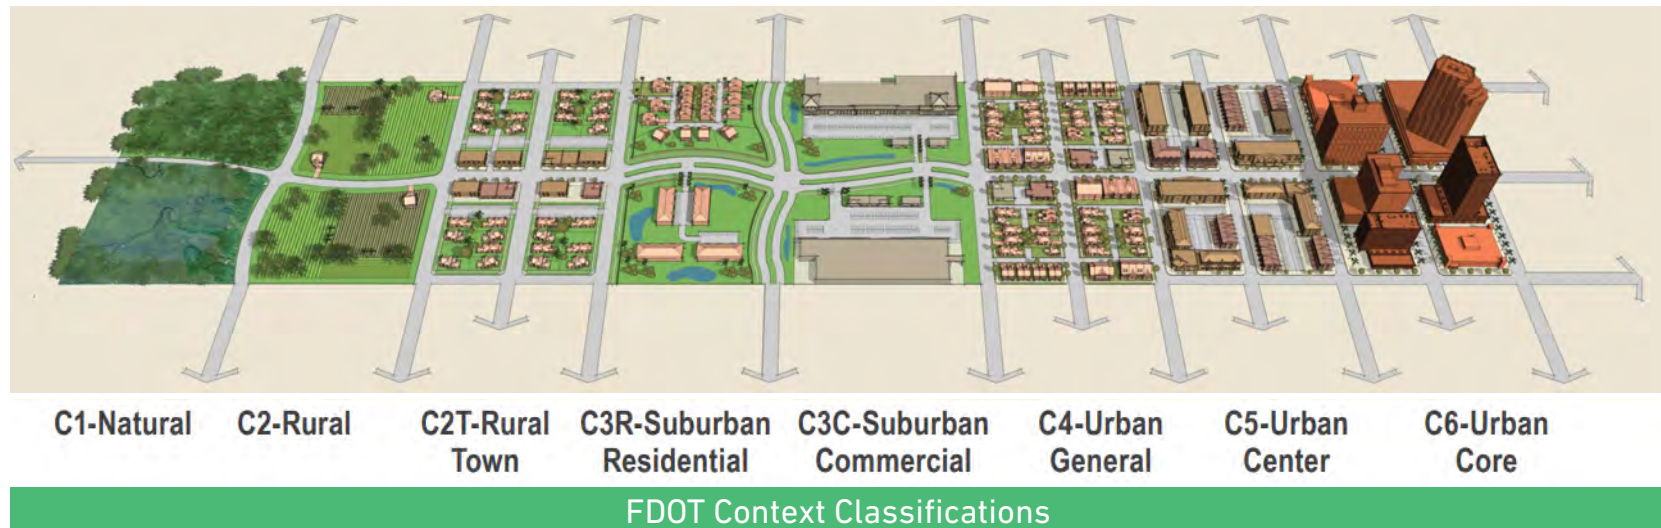 C1-Natural
C2-Rural
C2T-Rural
Town
C3R-Suburban
Residential
C3C-Suburban
Commercial
C4-Urban
General
C5-Urban
Center
C6-Urban
Core
FDOT Context Classifications